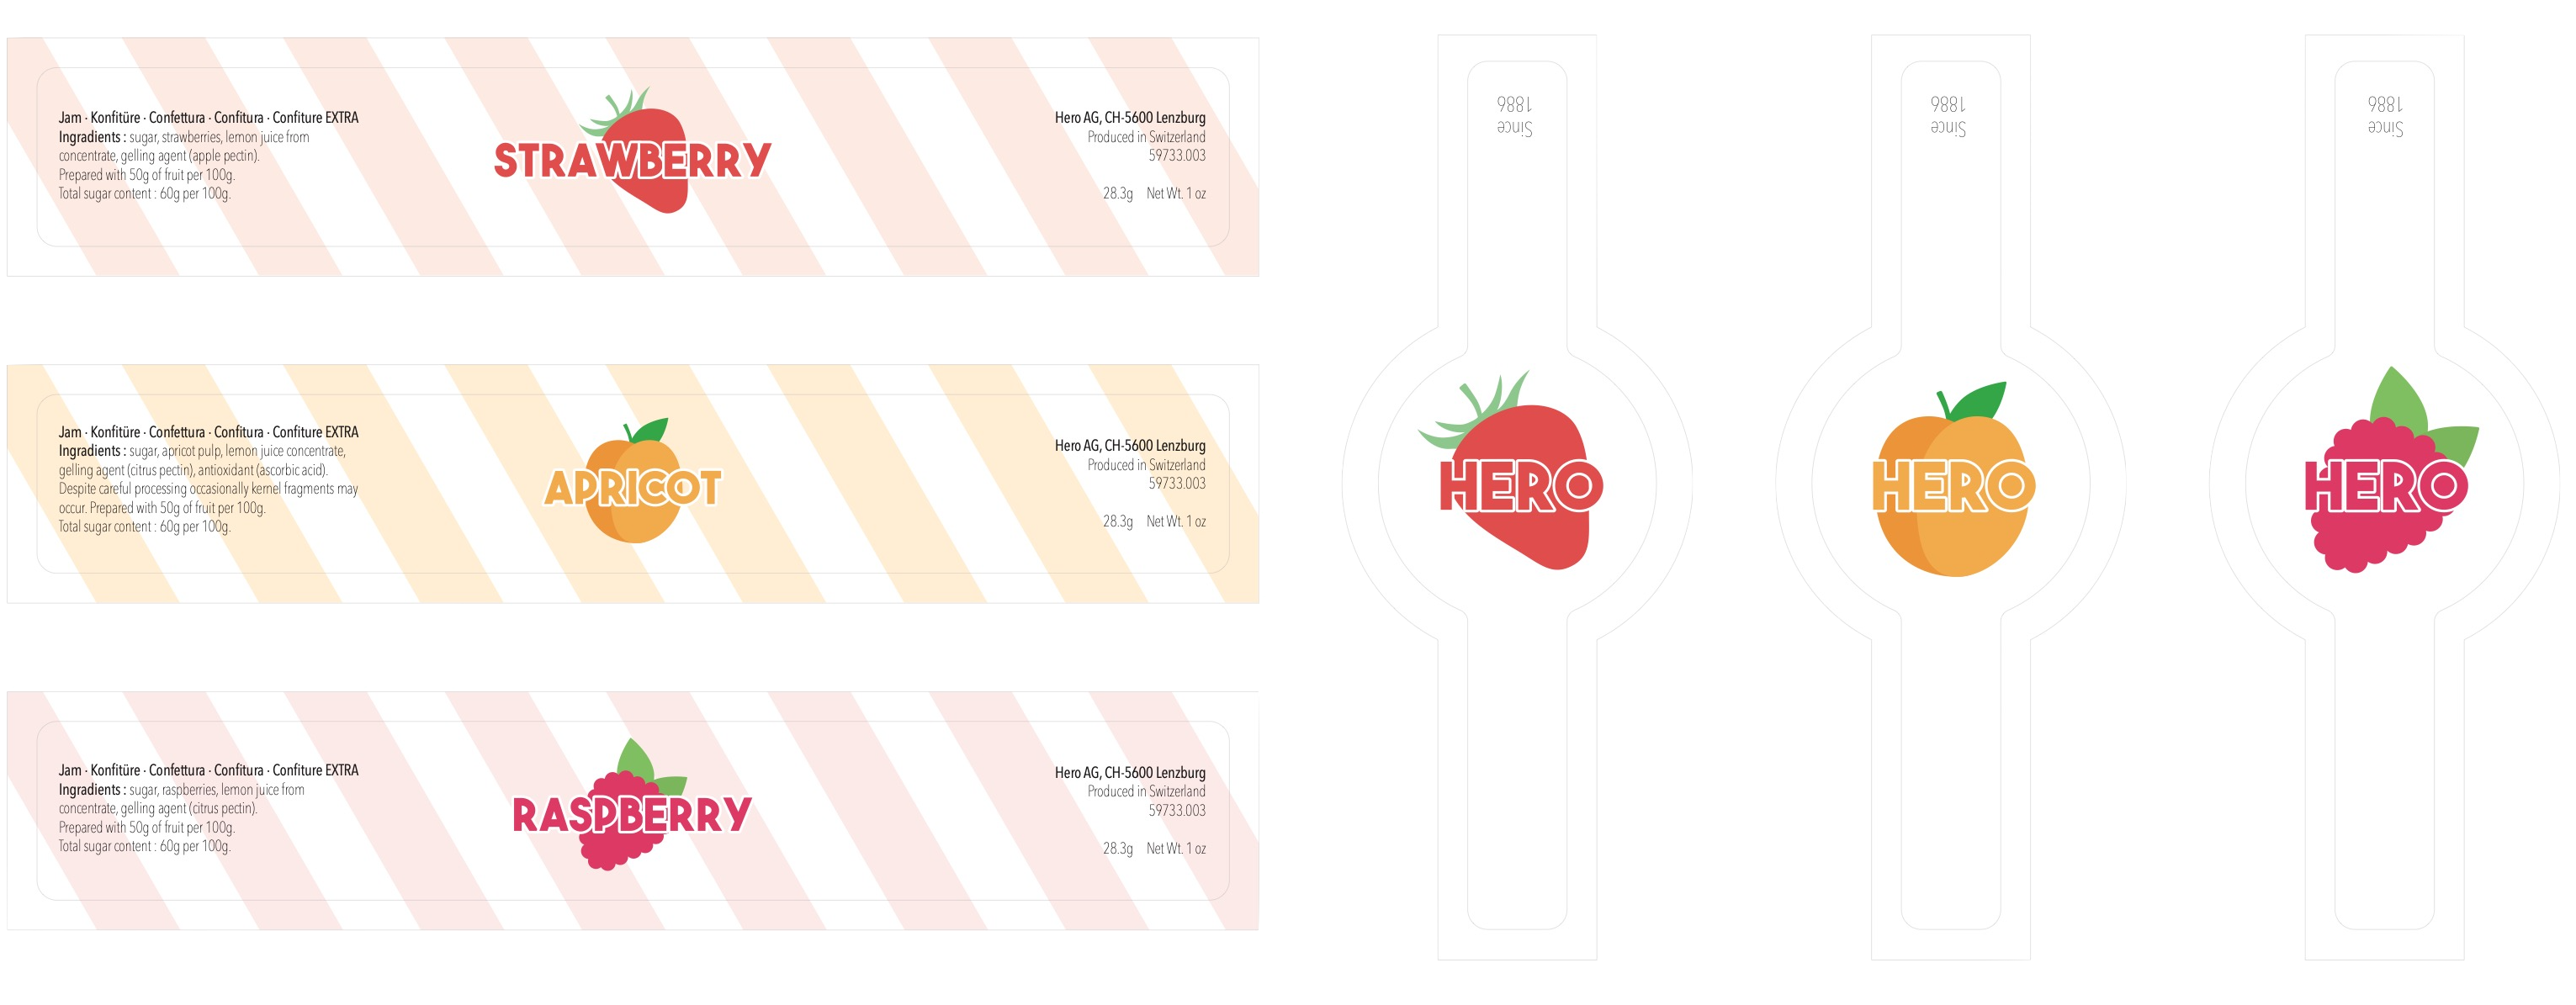 Jam · Konfitüre · Confettura · Confitura · Confiture EXTRA
Ingredients : sugar, strawberries, lemon juice from
concentrate, gelling agent (apple pectin).
Prepared with 50g of fruit per 100g.
Total sugar content : 60g per 100g.
STRAWBERRY
Hero AG, CH-5600 Lenzburg
Produced in Switzerland
59733.003
28.3g Net Wt. 1 oz
Jam · Konfitüre · Confettura · Confitura · Confiture EXTRA
Ingredients : sugar, apricot pulp, lemon juice concentrate,
gelling agent (citrus pectin), antioxidant (ascorbic acid).
Despite careful processing occasionally kernel fragments may
occur. Prepared with 50g of fruit per 100g.
Total sugar content : 60g per 100g.
APRICOT
Hero AG, CH-5600 Lenzburg
Produced in Switzerland
59733.003
28.3g Net Wt. 1 oz
Jam · Konfitüre · Confettura · Confitura · Confiture EXTRA
Ingredients : sugar, raspberries, lemon juice from
concentrate, gelling agent (citrus pectin).
Prepared with 50g of fruit per 100g.
Total sugar content : 60g per 100g.
RASPBERRY
Hero AG, CH-5600 Lenzburg
Produced in Switzerland
59733.003
28.3g Net Wt. 1 oz
Since
1886
HERO
Since
1886
HERO
Since
1886
HERO